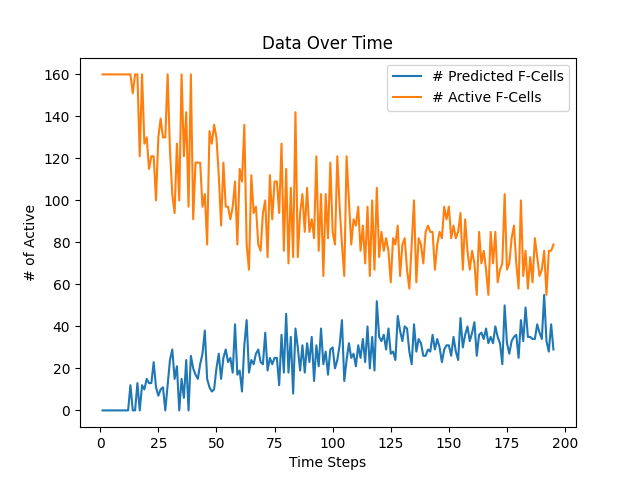 Data Over Time
# Predicted F-Cells
# Active F-Cells
# of Active
160
140
120
100
80
60
40
20
0
0 25 50 75 100 125 150 175 200
Time Steps